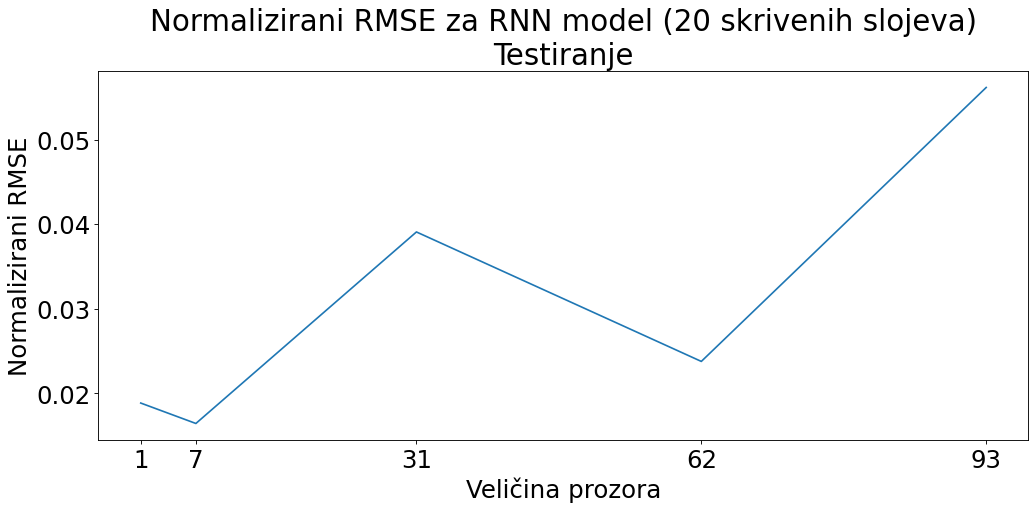 Normalizirani RMSE za RNN model (20 skrivenih slojeva)
Testiranje
Normalizirani RMSE
0.05
0.04
0.03
0.02
1 7 31 62 93
Veličina prozora